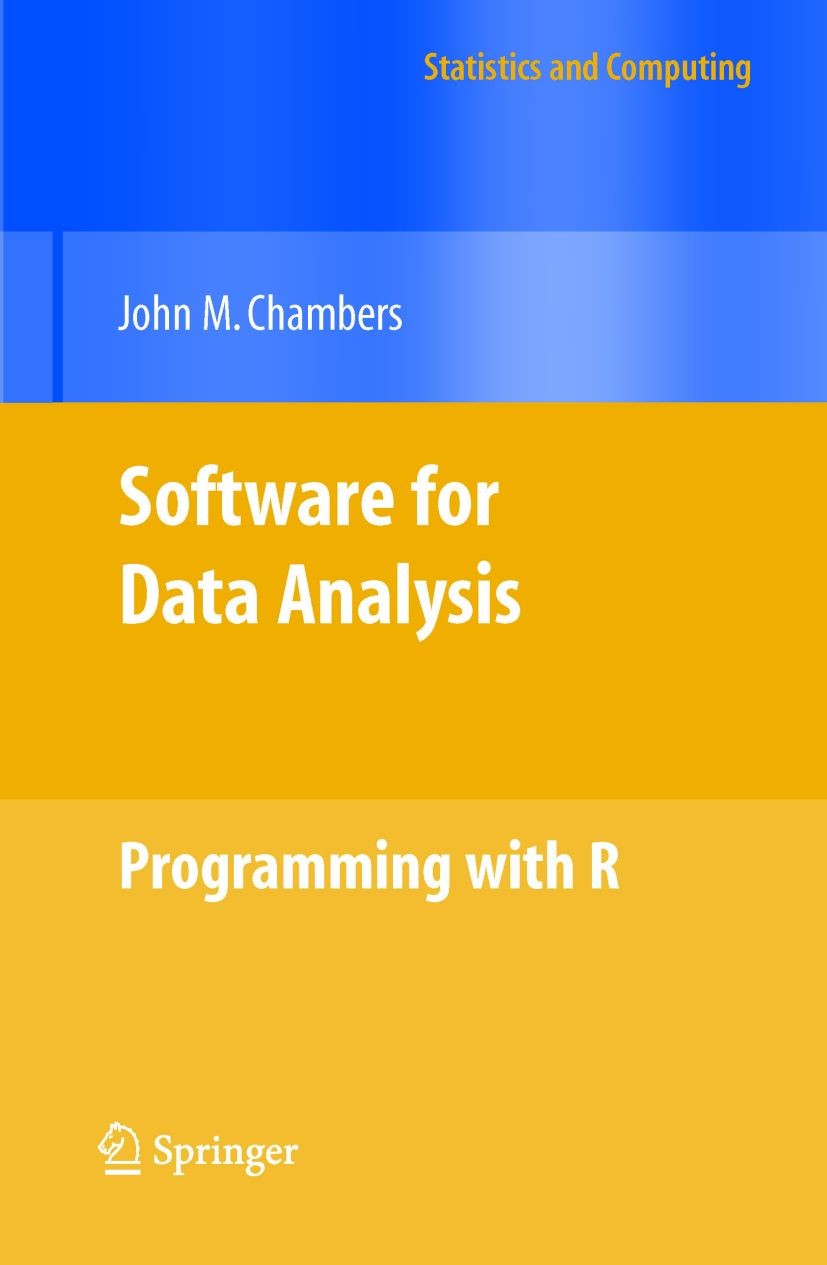 Statistics and Computing
John M. Chambers
Software for
Data Analysis
Programming with R
Springer